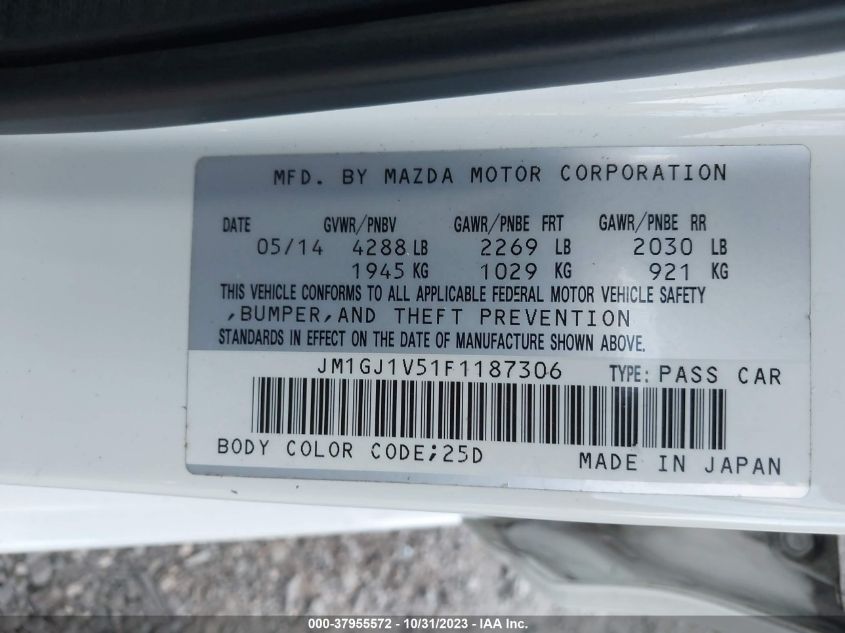 MFD. BY MAZDA MOTOR CORPORATION
DATE GVWR/PNBV GAWR/PNBE FRT GAWR/PNBE RR
05/14 4288 LB 2269 LB 2030 LB
1945 KG 1029 KG 921 KG
THIS VEHICLE CONFORMS TO ALL APPLICABLE FEDERAL MOTOR VEHICLE SAFETY
,BUMPER,AND THEFT PREVENTION
STANDARDS IN EFFECT ON THE DATE OF MANUFACTURE SHOWN ABOVE.
JM1GJ1V51F1187306 TYPE: PASS CAR
BODY COLOR CODE;25D
MADE IN JAPAN
000-37955572 - 10/31/2023 - IAA Inc.